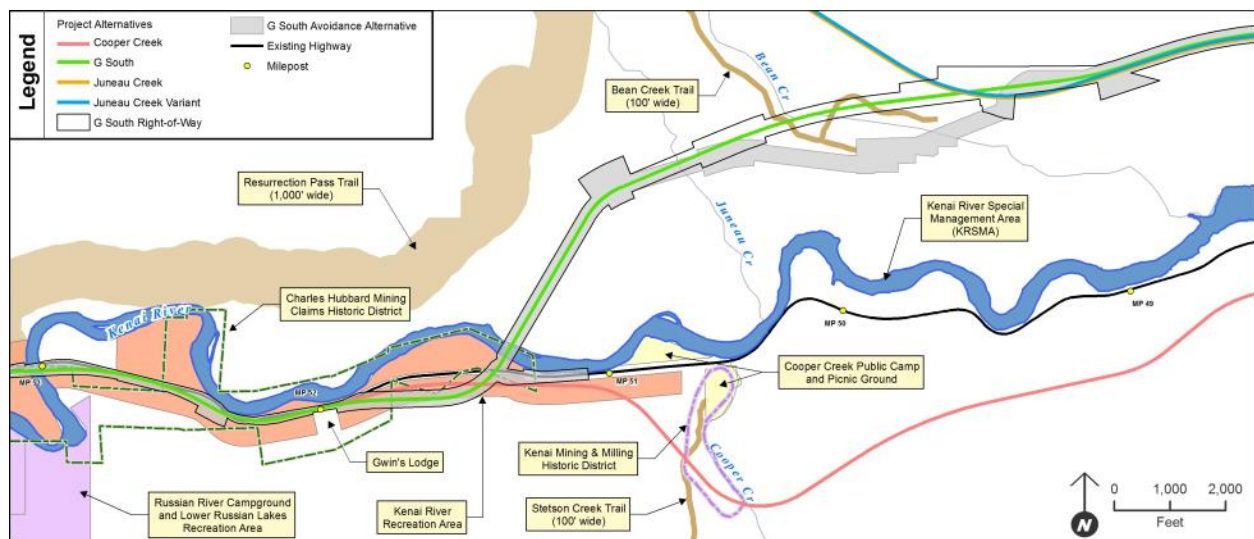 Legend
Project Alternatives
Cooper Creek
G South
Juneau Creek
Juneau Creek Variant
G South Right-of-Way
G South Avoidance Alternative
Existing Highway
Milepost
Bean Creek Trail
(100' wide)
Bean Cr
Resurrection Pass Trail
(1,000' wide)
Juneau Cr
Kenai River Special
Management Area
(KRSMA)
Charles Hubbard Mining
Claims Historic District
Kenai River
MP 49
MP 50
MP 51
MP 52
MP 53
Cooper Creek Public Camp
and Picnic Ground
Gwin's Lodge
Kenai Mining & Milling
Historic District
Cooper Cr
Russian River Campground
and Lower Russian Lakes
Recreation Area
Kenai River
Recreation Area
Stetson Creek Trail
(100' wide)
N
0 1,000 2,000
Feet